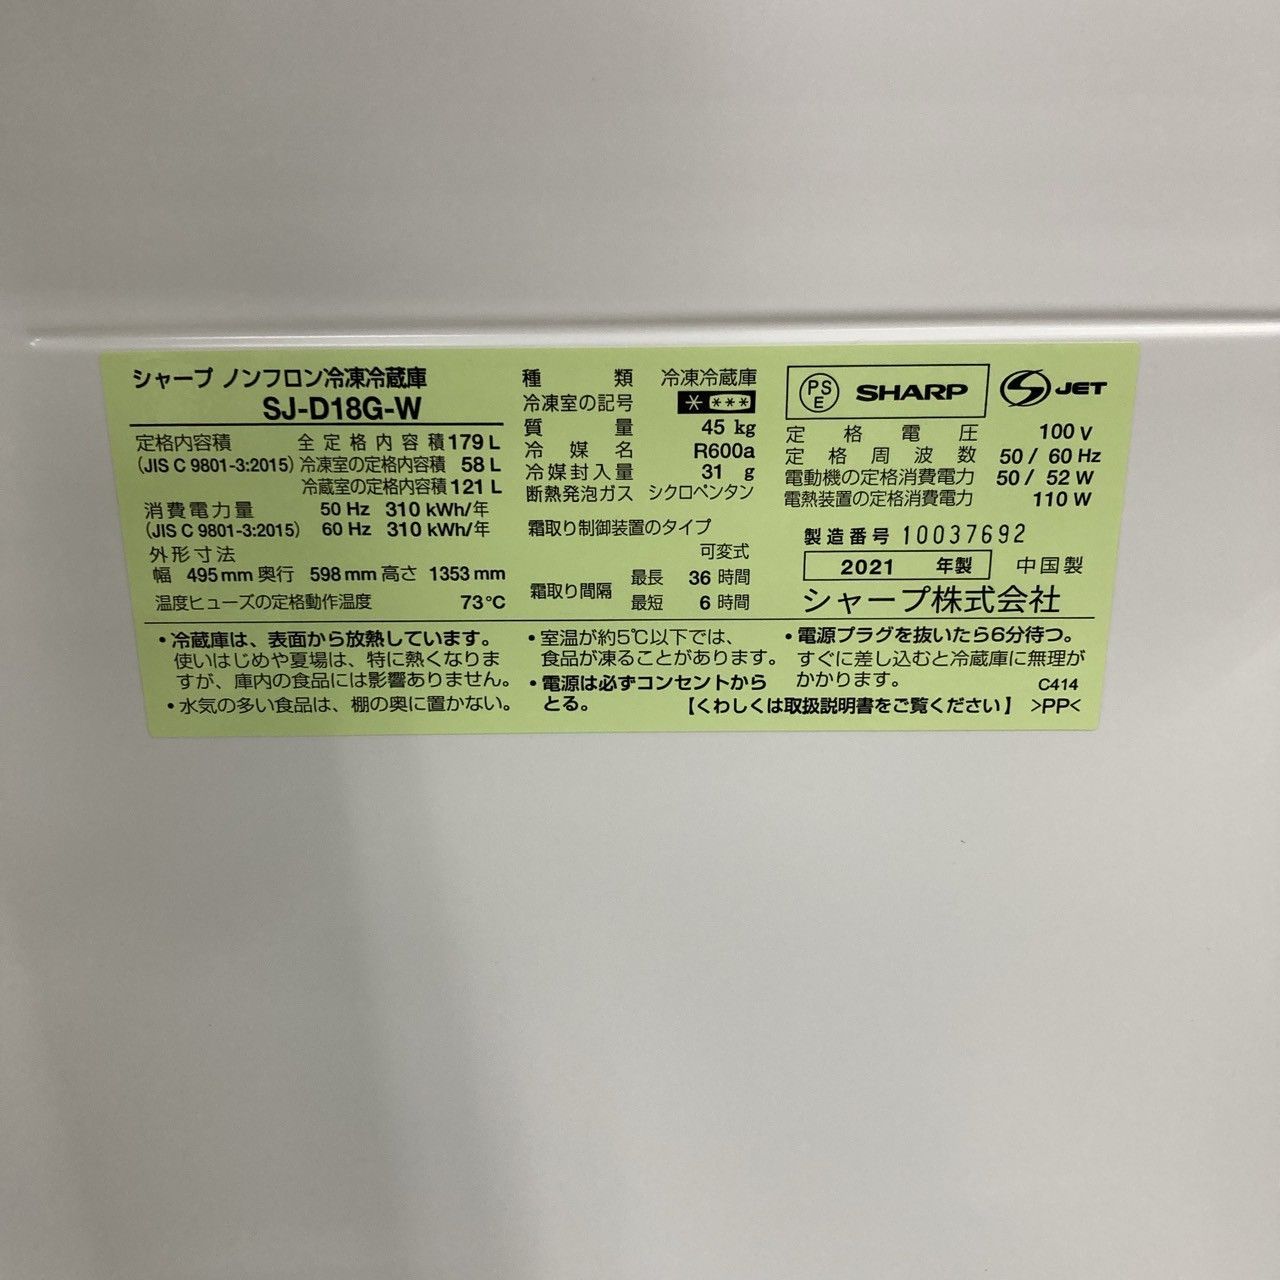 シャープ ノンフロン冷凍冷蔵庫
SJ-D18G-W
定格内容積 全定格内容積 179 L
(JIS C 9801-3:2015) 冷凍室の定格内容積 58 L
冷蔵室の定格内容積 121 L
消費電力量 50 Hz 310 kWh/年
(JIS C 9801-3:2015) 60 Hz 310 kWh/年
外形寸法
幅 495 mm 奥行 598 mm 高さ 1353 mm
温度ヒューズの定格動作温度 73℃
種類 冷凍冷蔵庫
冷凍室の記号 * ***
質量 45 kg
冷媒名 R600a
冷媒封入量 31 g
断熱発泡ガス シクロペンタン
霜取り制御装置のタイプ
可変式
霜取り間隔 最長 36 時間
最短 6 時間
PSE SHARP S JET
定格電圧 100 V
定格周波数 50 / 60 Hz
電動機の定格消費電力 50 / 52 W
電熱装置の定格消費電力 110 W
製造番号 10037692
2021 年製 中国製
シャープ株式会社
・冷蔵庫は、表面から放熱しています。
使いはじめや夏場は、特に熱くなりま
すが、庫内の食品には影響ありません。
・水気の多い食品は、棚の奥に置かない。
・室温が約5℃以下では、
食品が凍ることがあります。
・電源は必ずコンセントから
とる。
・電源プラグを抜いたら6分待つ。
すぐに差し込むと冷蔵庫に無理が
かかります。 C414
【くわしくは取扱説明書をご覧ください】 >PP<